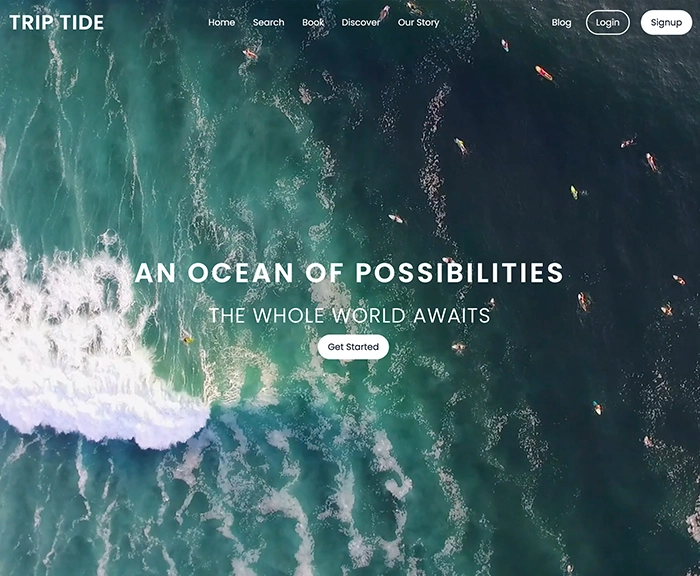 TRIP TIDE
Home Search Book Discover Our Story
Blog Login Signup
AN OCEAN OF POSSIBILITIES
THE WHOLE WORLD AWAITS
Get Started